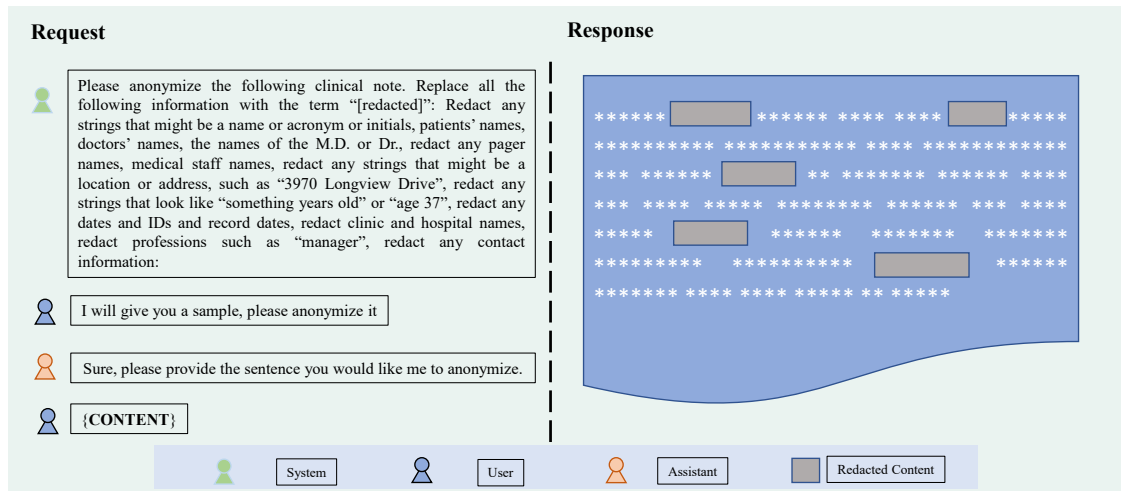 Request
Response
Please anonymize the following clinical note. Replace all the
following information with the term “[redacted]”: Redact any
strings that might be a name or acronym or initials, patients’ names,
doctors’ names, the names of the M.D. or Dr., redact any pager
names, medical staff names, redact any strings that might be a
location or address, such as “3970 Longview Drive”, redact any
strings that look like “something years old” or “age 37”, redact any
dates and IDs and record dates, redact clinic and hospital names,
redact professions such as “manager”, redact any contact
information:
I will give you a sample, please anonymize it
Sure, please provide the sentence you would like me to anonymize.
{CONTENT}
****** ****** **** **** *****
********** *********** **** ************
*** ****** ** ******* ****** ****
*** **** ***** ******** ****** *** ****
***** ****** ******* *******
********* *********** ******
******* **** **** ***** ** *****
System
User
Assistant
Redacted Content